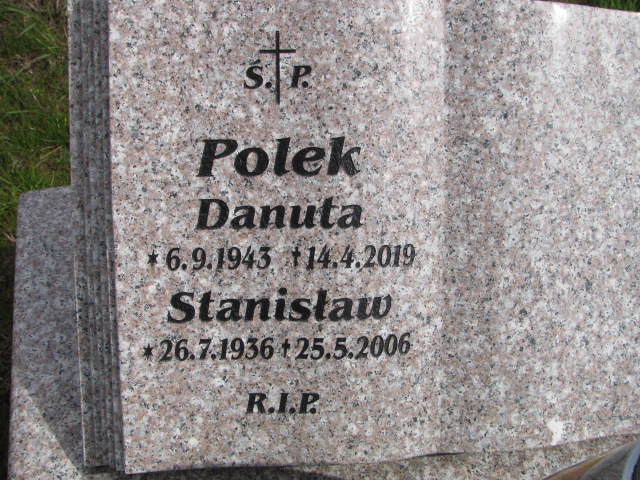 Ś.†P.
Polek
Danuta
*6.9.1943 †14.4.2019
Stanisław
*26.7.1936 †25.5.2006
R.I.P.